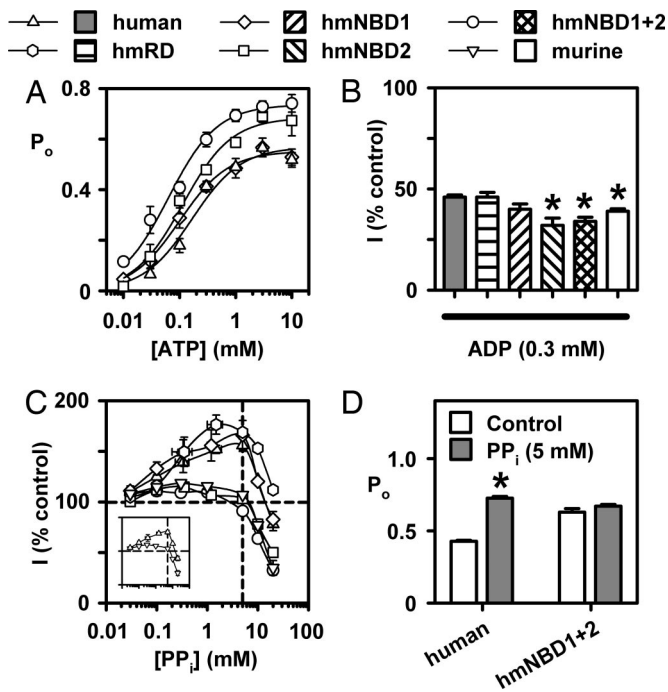 human hmNBD1 hmNBD1+2
hmRD hmNBD2 murine
A B
0.8
0.4
0
Pₒ
0.01 0.1 1 10
[ATP] (mM)
100
50
0
I (% control)
* * *
ADP (0.3 mM)
C D
200
100
0
I (% control)
0.01 0.1 1 10 100
[PPᵢ] (mM)
Control
PPᵢ (5 mM)
1.0
0.5
0
Pₒ
*
human hmNBD1+2